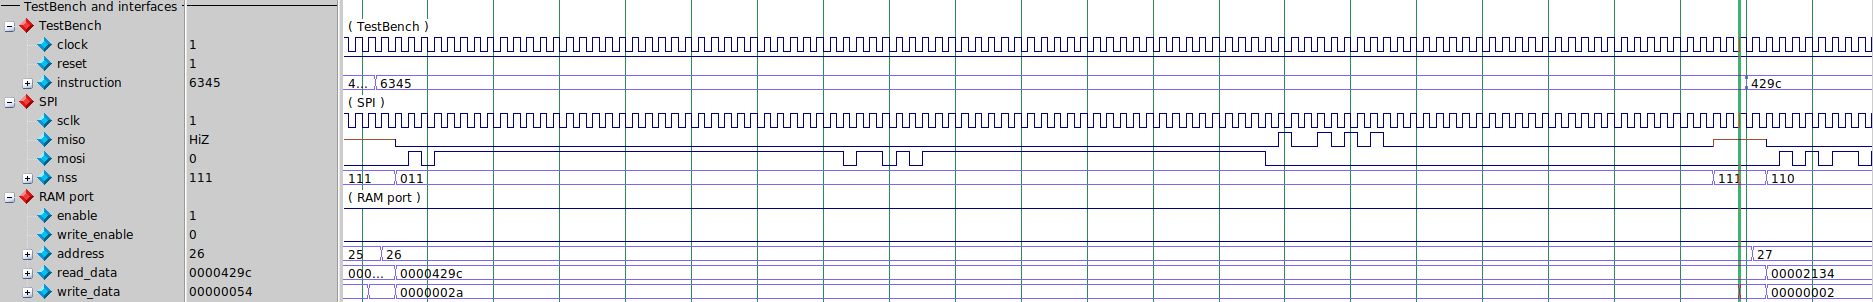 TestBench and interfaces
TestBench
( TestBench )
clock 1
reset 1
instruction 6345 4... 6345 429c
SPI
( SPI )
sclk 1
miso HiZ
mosi 0
nss 111 111 011 111 110
RAM port
( RAM port )
enable 1
write_enable 0
address 26 25 26 27
read_data 0000429c 000... 0000429c 00002134
write_data 00000054 0000002a 00000002